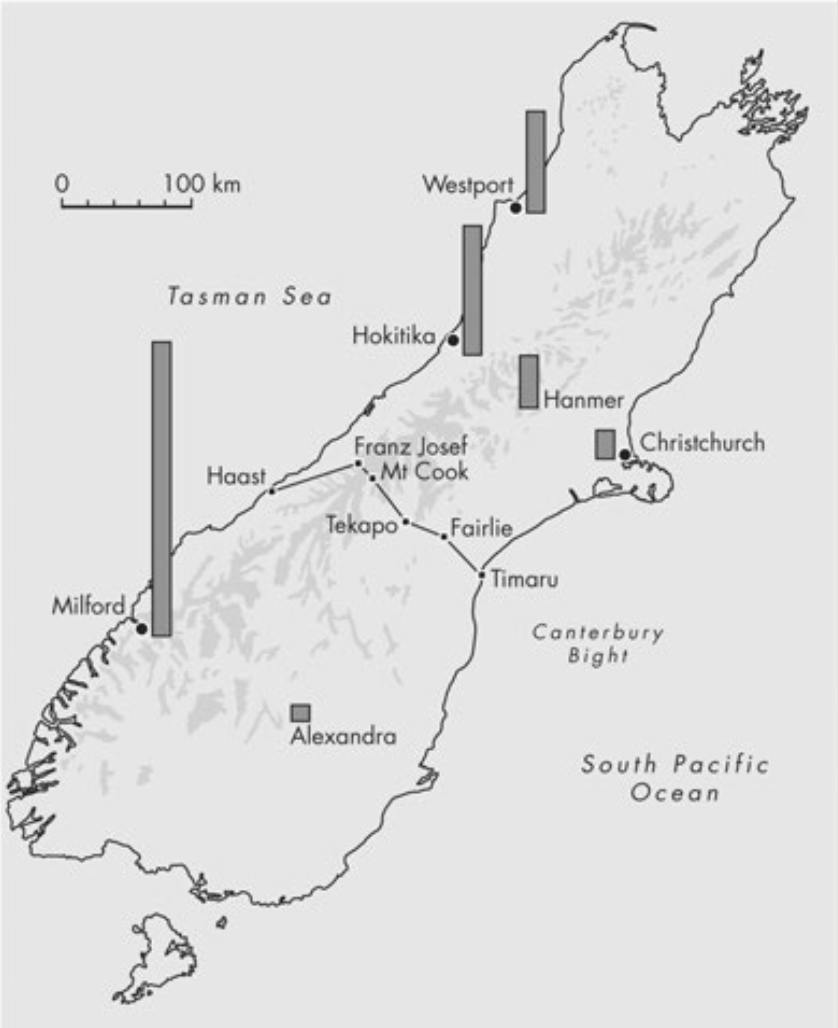 0 100 km
Westport
Tasman Sea
Hokitika
Hanmer
Christchurch
Franz Josef
Mt Cook
Haast
Tekapo
Fairlie
Timaru
Milford
Canterbury
Bight
Alexandra
South Pacific
Ocean